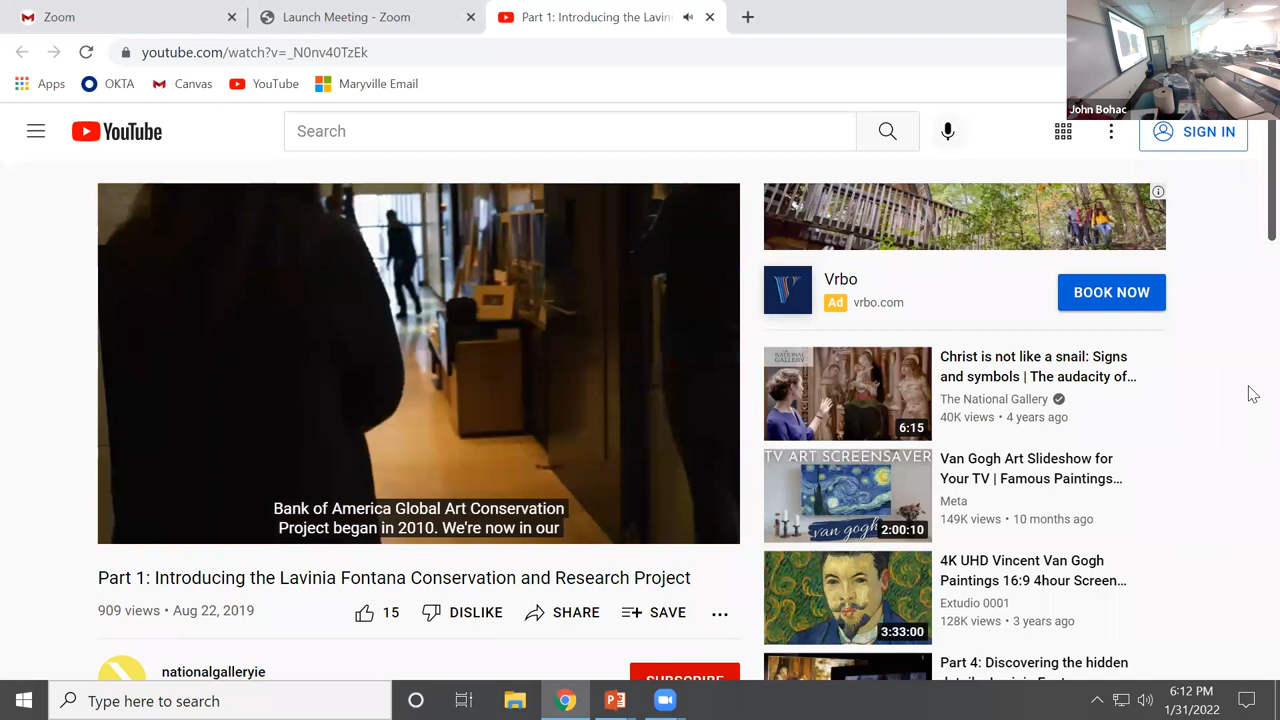 Zoom
Launch Meeting - Zoom
Part 1: Introducing the Lavini
youtube.com/watch?v=_N0nv40TzEk
Apps
OKTA
Canvas
YouTube
Maryville Email
John Bohac
YouTube
Search
SIGN IN
Bank of America Global Art Conservation
Project began in 2010. We're now in our
Part 1: Introducing the Lavinia Fontana Conservation and Research Project
909 views • Aug 22, 2019
15
DISLIKE
SHARE
SAVE
nationalgalleryie
SUBSCRIBE
Vrbo
Ad vrbo.com
BOOK NOW
THE NATIONAL GALLERY
6:15
Christ is not like a snail: Signs
and symbols | The audacity of...
The National Gallery
40K views • 4 years ago
TV ART SCREENSAVER
van gogh
2:00:10
Van Gogh Art Slideshow for
Your TV | Famous Paintings...
Meta
149K views • 10 months ago
3:33:00
4K UHD Vincent Van Gogh
Paintings 16:9 4hour Screen...
Extudio 0001
128K views • 3 years ago
Part 4: Discovering the hidden
Type here to search
6:12 PM
1/31/2022